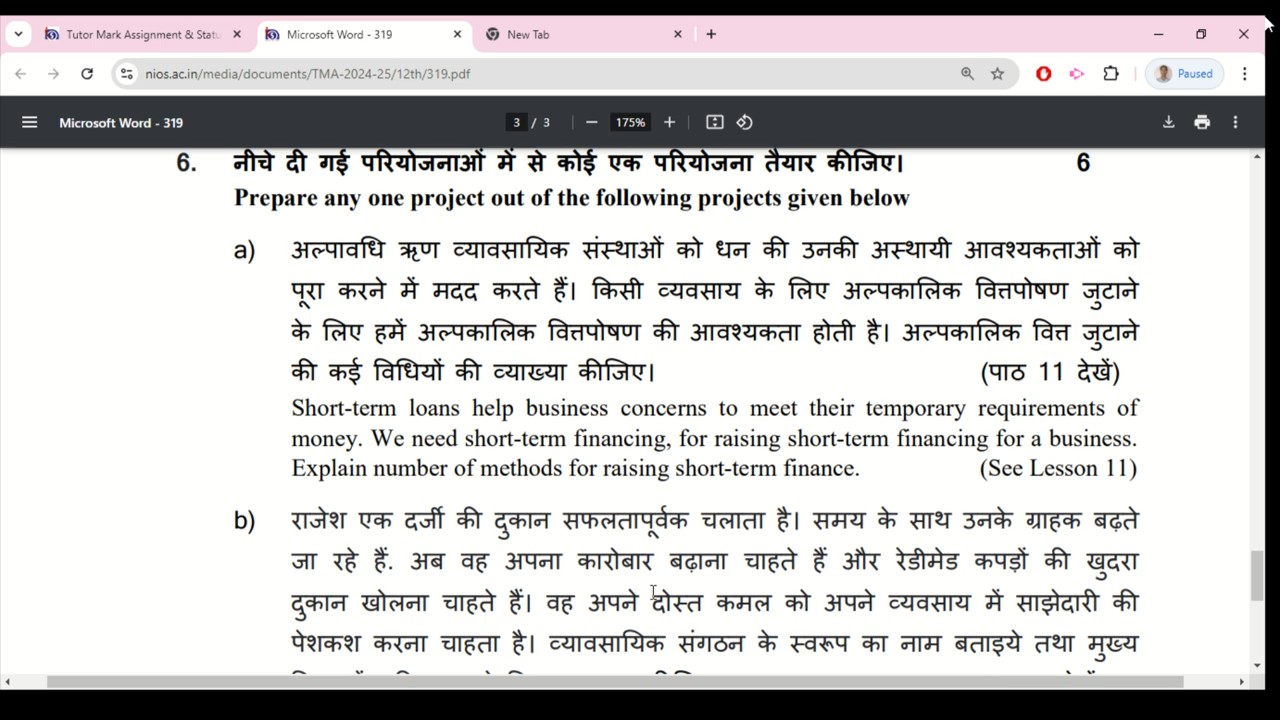 Tutor Mark Assignment & Statu
Microsoft Word - 319
New Tab
nios.ac.in/media/documents/TMA-2024-25/12th/319.pdf
Paused
Microsoft Word - 319
3 / 3
175%
6. नीचे दी गई परियोजनाओं में से कोई एक परियोजना तैयार कीजिए। 6
Prepare any one project out of the following projects given below
a) अल्पावधि ऋण व्यावसायिक संस्थाओं को धन की उनकी अस्थायी आवश्यकताओं को
पूरा करने में मदद करते हैं। किसी व्यवसाय के लिए अल्पकालिक वित्तपोषण जुटाने
के लिए हमें अल्पकालिक वित्तपोषण की आवश्यकता होती है। अल्पकालिक वित्त जुटाने
की कई विधियों की व्याख्या कीजिए। (पाठ 11 देखें)
Short-term loans help business concerns to meet their temporary requirements of
money. We need short-term financing, for raising short-term financing for a business.
Explain number of methods for raising short-term finance. (See Lesson 11)
b) राजेश एक दर्जी की दुकान सफलतापूर्वक चलाता है। समय के साथ उनके ग्राहक बढ़ते
जा रहे हैं. अब वह अपना कारोबार बढ़ाना चाहते हैं और रेडीमेड कपड़ों की खुदरा
दुकान खोलना चाहते हैं। वह अपने दोस्त कमल को अपने व्यवसाय में साझेदारी की
पेशकश करना चाहता है। व्यावसायिक संगठन के स्वरूप का नाम बताइये तथा मुख्य